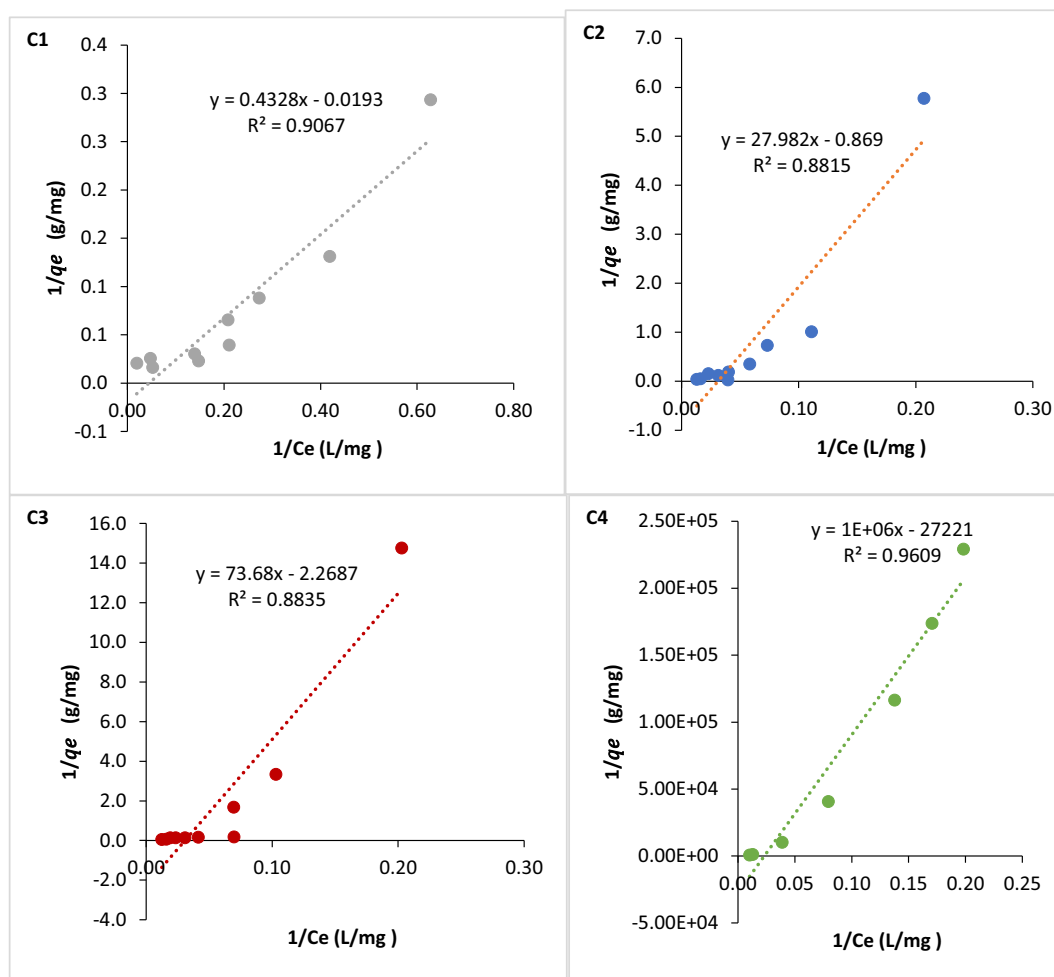 C1
0.4
0.3
0.3
0.2
0.2
0.1
0.1
0.0
-0.1
1/qe (g/mg)
y = 0.4328x - 0.0193
R² = 0.9067
0.00 0.20 0.40 0.60 0.80
1/Ce (L/mg )
C2
7.0
6.0
5.0
4.0
3.0
2.0
1.0
0.0
-1.0
1/qe (g/mg)
y = 27.982x - 0.869
R² = 0.8815
0.00 0.10 0.20 0.30
1/Ce (L/mg )
C3
16.0
14.0
12.0
10.0
8.0
6.0
4.0
2.0
0.0
-2.0
-4.0
1/qe (g/mg)
y = 73.68x - 2.2687
R² = 0.8835
0.00 0.10 0.20 0.30
1/Ce (L/mg )
C4
2.50E+05
2.00E+05
1.50E+05
1.00E+05
5.00E+04
0.00E+00
-5.00E+04
1/qe (g/mg)
y = 1E+06x - 27221
R² = 0.9609
0.00 0.05 0.10 0.15 0.20 0.25
1/Ce (L/mg )